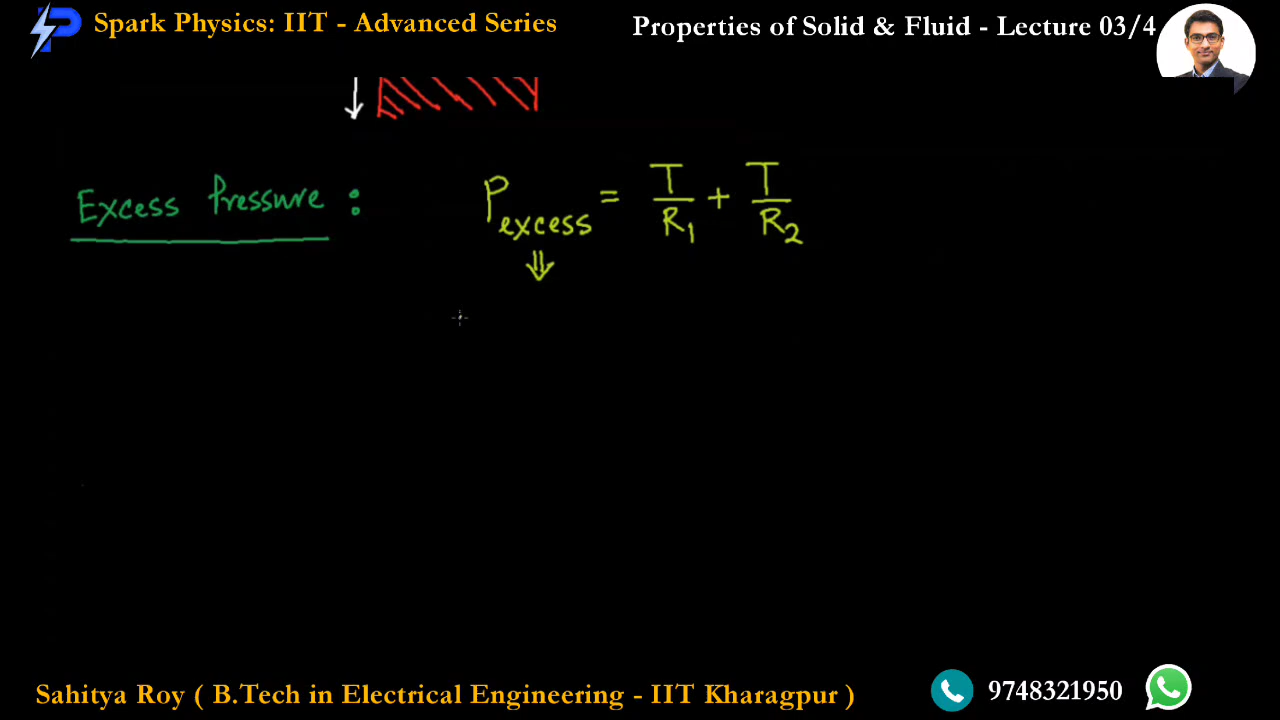 Spark Physics: IIT - Advanced Series
Properties of Solid & Fluid - Lecture 03/4
Excess Pressure :
P_excess = T/R₁ + T/R₂
⇓
Sahitya Roy ( B.Tech in Electrical Engineering - IIT Kharagpur )
9748321950